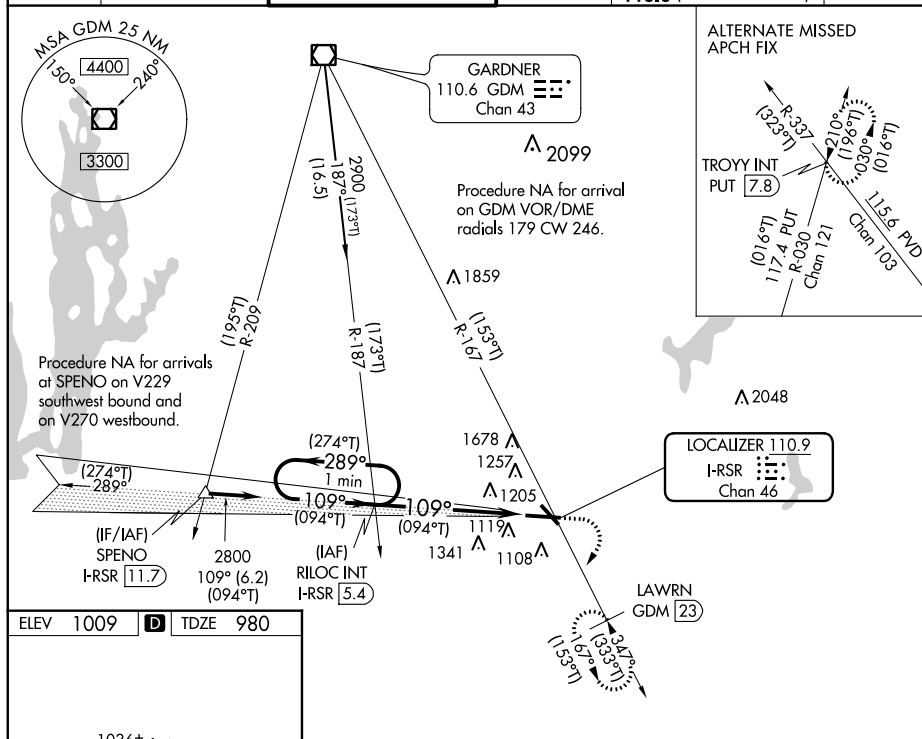 MSA GDM 25 NM
150°
240°
4400
3300
GARDNER
110.6 GDM
Chan 43
2099
Procedure NA for arrival
on GDM VOR/DME
radials 179 CW 246.
ALTERNATE MISSED
APCH FIX
R-337
(323°T)
210°
(196°T)
030°
(016°T)
TROYY INT
PUT 7.8
(016°T)
117.4 PUT
R-030
Chan 121
115.6 PVD
Chan 103
2900
187° (173°T)
(16.5)
1859
(195°T)
R-209
(173°T)
R-187
(153°T)
R-167
Procedure NA for arrivals
at SPENO on V229
southwest bound and
on V270 westbound.
2048
LOCALIZER 110.9
I-RSR
Chan 46
1678
1257
1205
1119
1341
1108
(274°T)
289°
(274°T)
289°
1 min
109°
(094°T)
109°
(094°T)
(IF/IAF)
SPENO
I-RSR 11.7
2800
109° (6.2)
(094°T)
(IAF)
RILOC INT
I-RSR 5.4
LAWRN
GDM 23
347°
(333°T)
167°
(153°T)
ELEV 1009 D TDZE 980